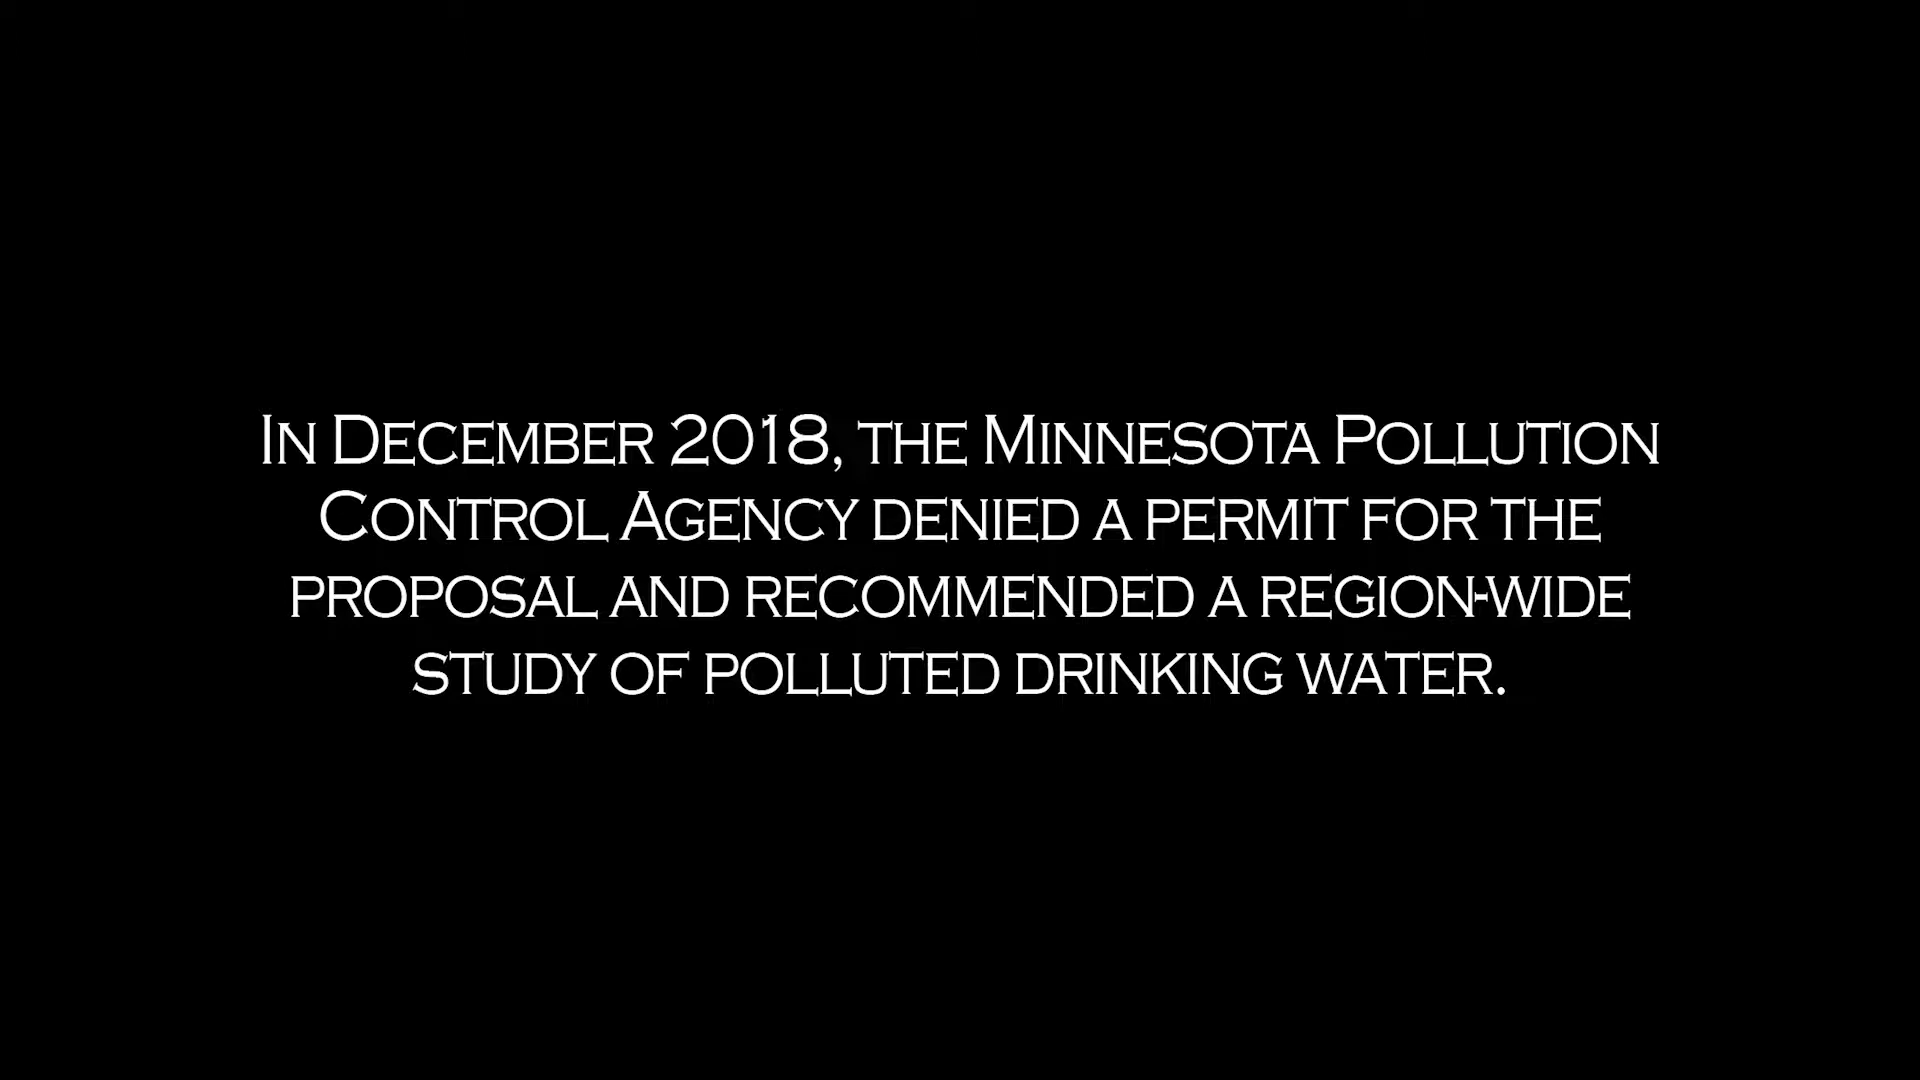 In December 2018, the Minnesota Pollution
Control Agency denied a permit for the
proposal and recommended a region-wide
study of polluted drinking water.